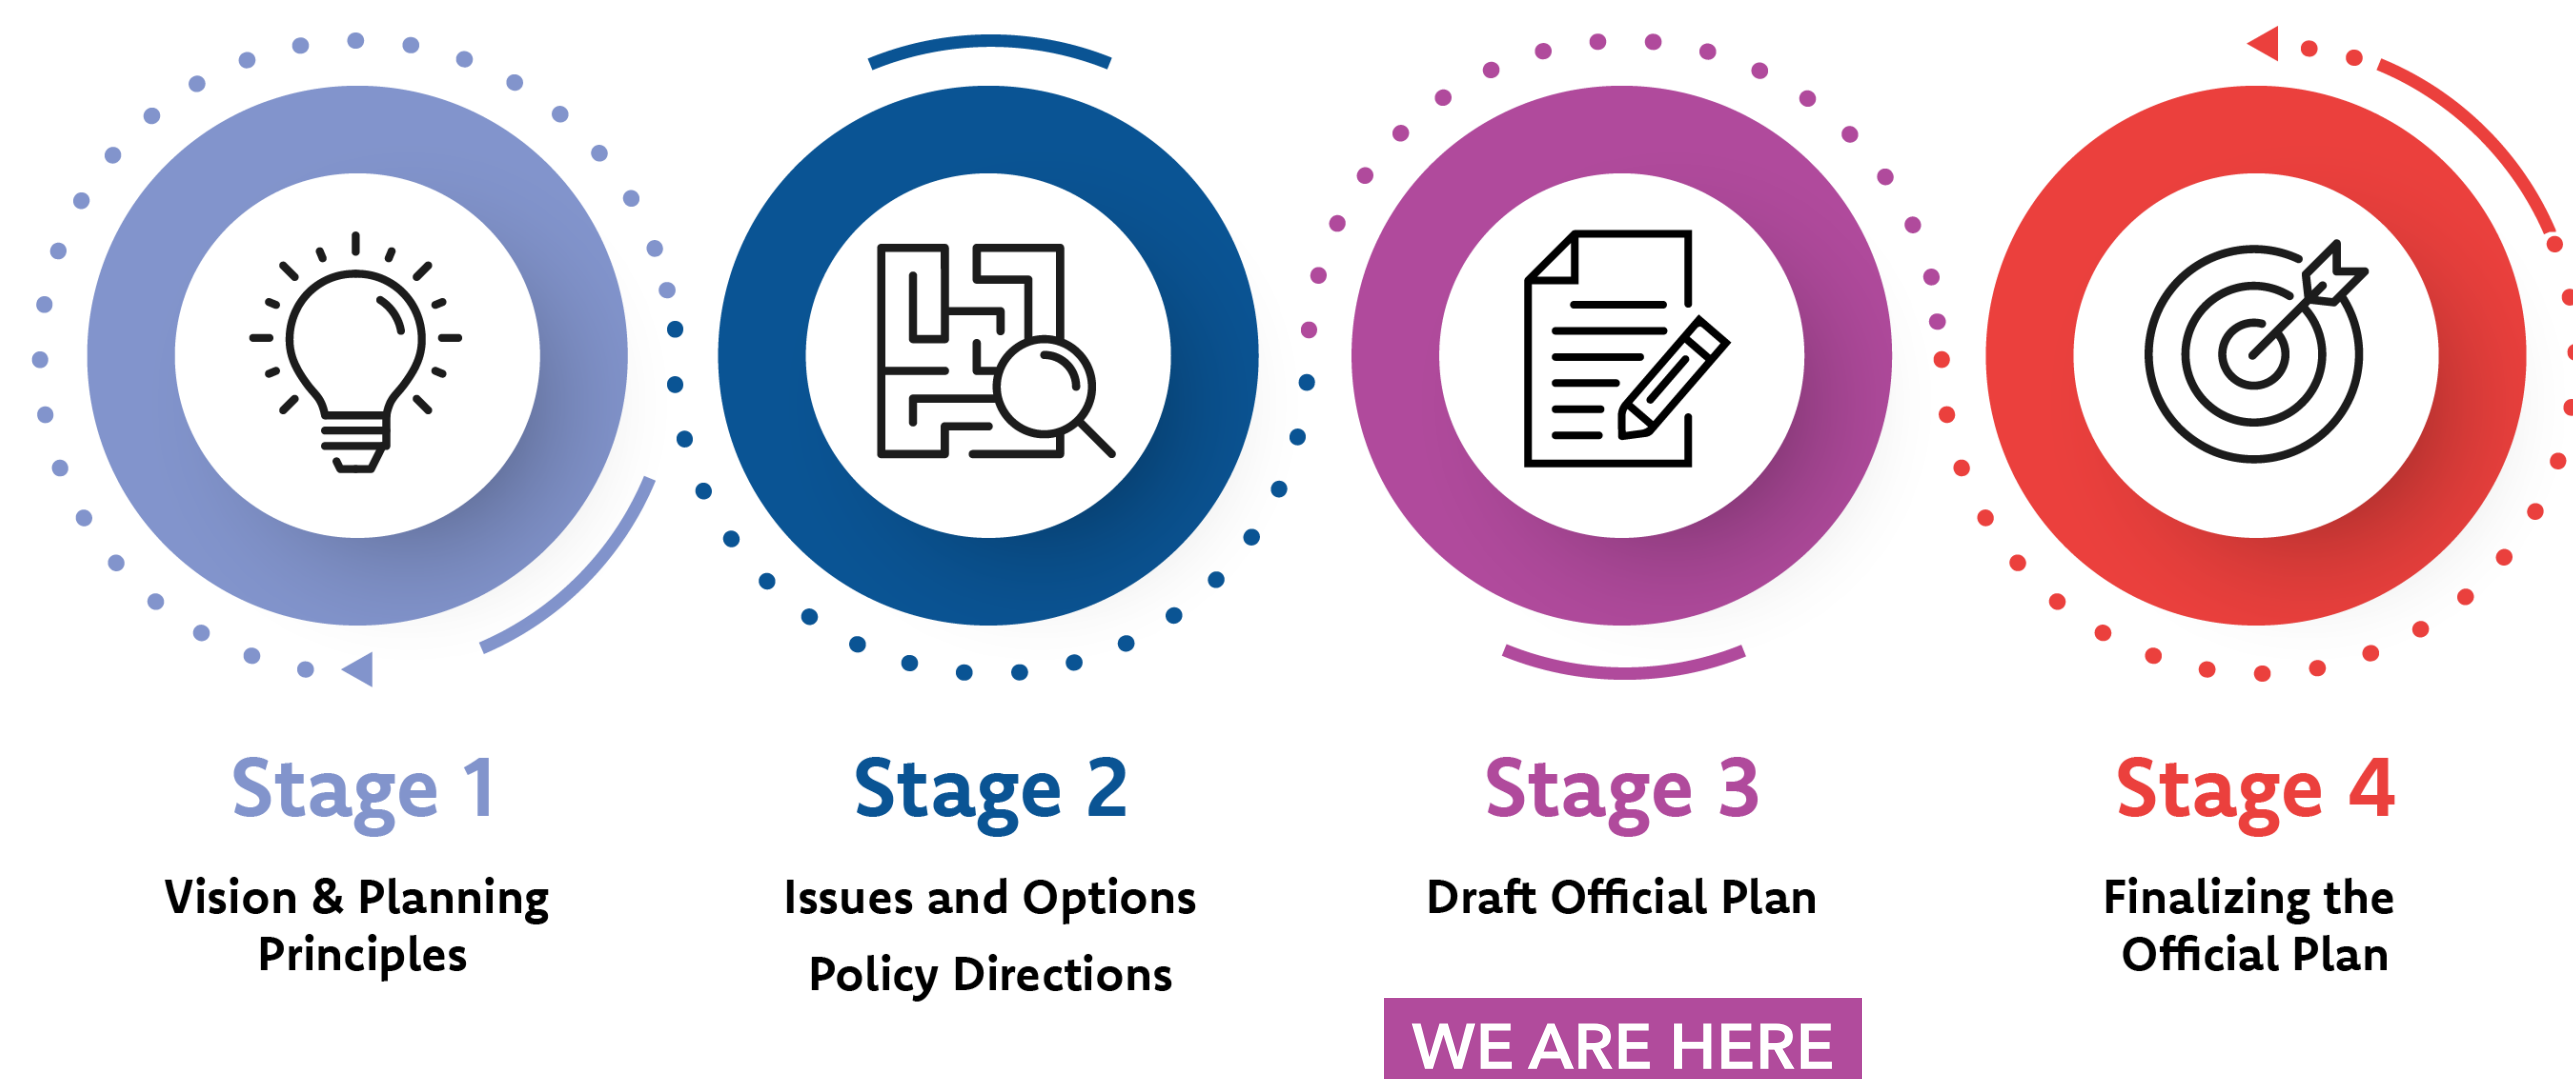 Stage 1
Vision & Planning
Principles
Stage 2
Issues and Options
Policy Directions
Stage 3
Draft Official Plan
WE ARE HERE
Stage 4
Finalizing the
Official Plan